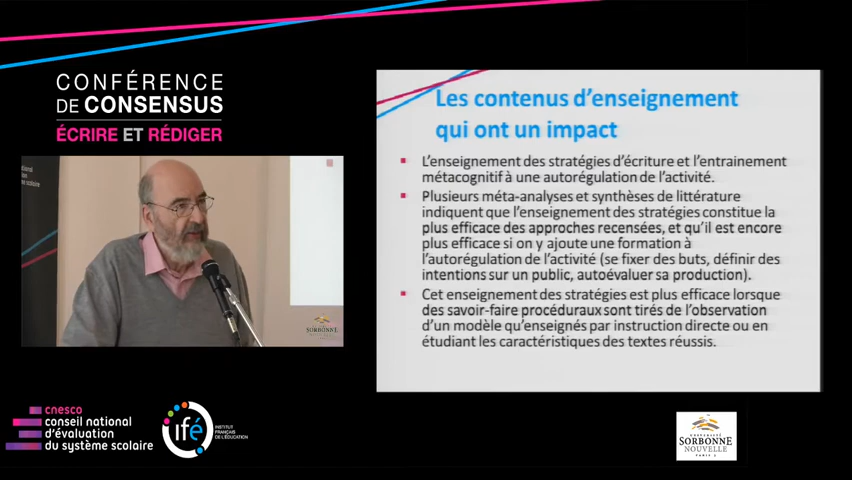 CONFÉRENCE
DE CONSENSUS
ÉCRIRE ET RÉDIGER
Les contenus d'enseignement
qui ont un impact
L'enseignement des stratégies d'écriture et l'entrainement
métacognitif à une autorégulation de l'activité.
Plusieurs méta-analyses et synthèses de littérature
indiquent que l'enseignement des stratégies constitue la
plus efficace des approches recensées, et qu'il est encore
plus efficace si on y ajoute une formation à
l'autorégulation de l'activité (se fixer des buts, définir des
intentions sur un public, autoévaluer sa production).
Cet enseignement des stratégies est plus efficace lorsque
des savoir-faire procéduraux sont tirés de l'observation
d'un modèle qu'enseignés par instruction directe ou en
étudiant les caractéristiques des textes réussis.
SORBONNE
cnesco
conseil national
d'évaluation
du système scolaire
ifé
INSTITUT
FRANÇAIS
DE L'ÉDUCATION
SORBONNE
NOUVELLE
PARIS 3